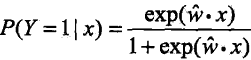 P(Y = 1 | x) = exp(ŵ • x) / 1 + exp(ŵ • x)